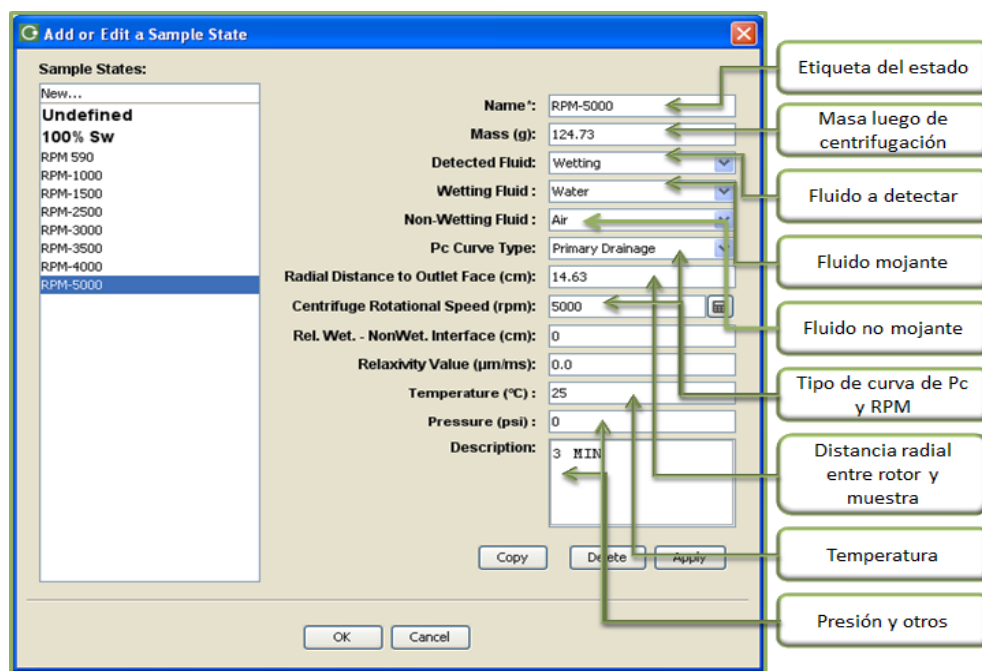 Add or Edit a Sample State
Sample States:
New...
Undefined
100% Sw
RPM 590
RPM-1000
RPM-1500
RPM-2500
RPM-3000
RPM-3500
RPM-4000
RPM-5000
Name*: RPM-5000
Mass (g): 124.73
Detected Fluid: Wetting
Wetting Fluid : Water
Non-Wetting Fluid : Air
Pc Curve Type: Primary Drainage
Radial Distance to Outlet Face (cm): 14.63
Centrifuge Rotational Speed (rpm): 5000
Rel. Wet. - NonWet. Interface (cm): 0
Relaxivity Value (µm/ms): 0.0
Temperature (ºC) : 25
Pressure (psi) : 0
Description: 3 MIN
Copy
Delete
Apply
OK
Cancel
Etiqueta del estado
Masa luego de
centrifugación
Fluido a detectar
Fluido mojante
Fluido no mojante
Tipo de curva de Pc
y RPM
Distancia radial
entre rotor y
muestra
Temperatura
Presión y otros